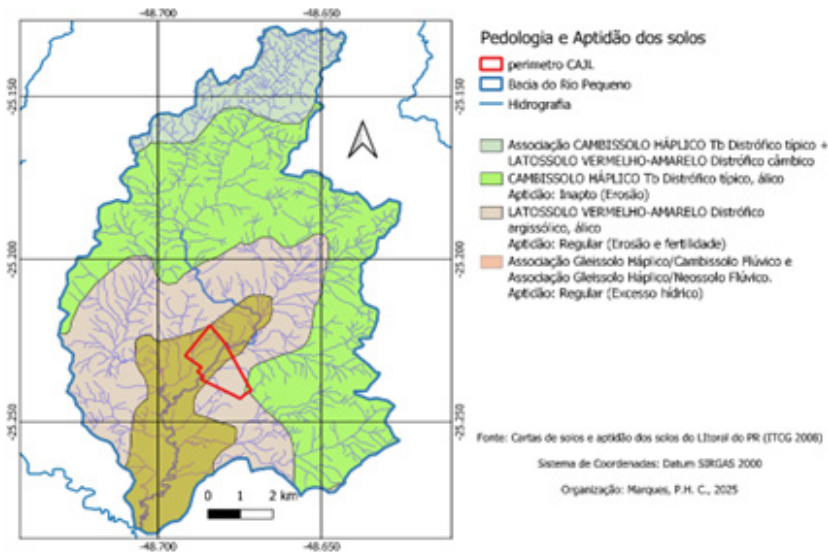 -48.700
-48.650
-25.150
-25.200
-25.250
-25.150
-25.200
-25.250
0 1 2 km
-48.700
-48.650
Pedologia e Aptidão dos solos
perimetro CAJL
Bacia do Rio Pequeno
Hidrografia
Associação CAMBISSOLO HÁPLICO Tb Distrófico típico +
LATOSSOLO VERMELHO-AMARELO Distrófico câmbico
CAMBISSOLO HÁPLICO Tb Distrófico típico, álico
Aptidão: Inapto (Erosão)
LATOSSOLO VERMELHO-AMARELO Distrófico
argissólico, álico
Aptidão: Regular (Erosão e fertilidade)
Associação Gleissolo Háplico/Cambissolo Flúvico e
Associação Gleissolo Háplico/Neossolo Flúvico.
Aptidão: Regular (Excesso hídrico)
Fonte: Cartas de solos e aptidão dos solos do Litoral do PR (ITCG 2008)
Sistema de Coordenadas: Datum SIRGAS 2000
Organização: Marques, P.H. C., 2025